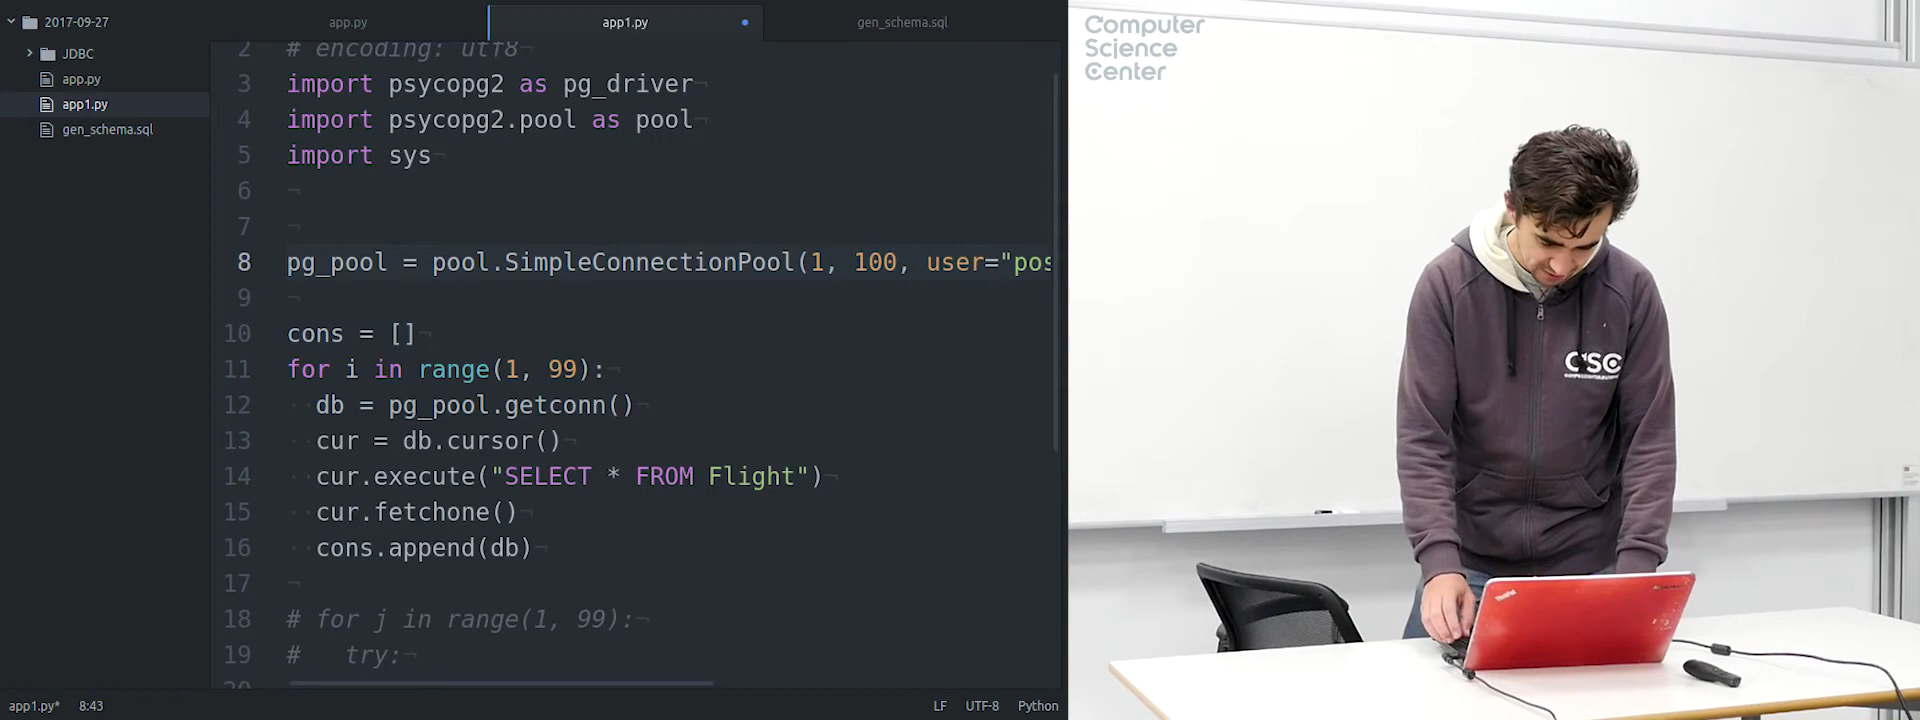 2017-09-27
JDBC
app.py
app1.py
gen_schema.sql
app.py
app1.py
gen_schema.sql
2 # encoding: utf8
3 import psycopg2 as pg_driver
4 import psycopg2.pool as pool
5 import sys
6
7
8 pg_pool = pool.SimpleConnectionPool(1, 100, user="pos
9
10 cons = []
11 for i in range(1, 99):
12 db = pg_pool.getconn()
13 cur = db.cursor()
14 cur.execute("SELECT * FROM Flight")
15 cur.fetchone()
16 cons.append(db)
17
18 # for j in range(1, 99):
19 # try:
app1.py* 8:43
LF UTF-8 Python
Computer
Science
Center
CSC
ThinkPad